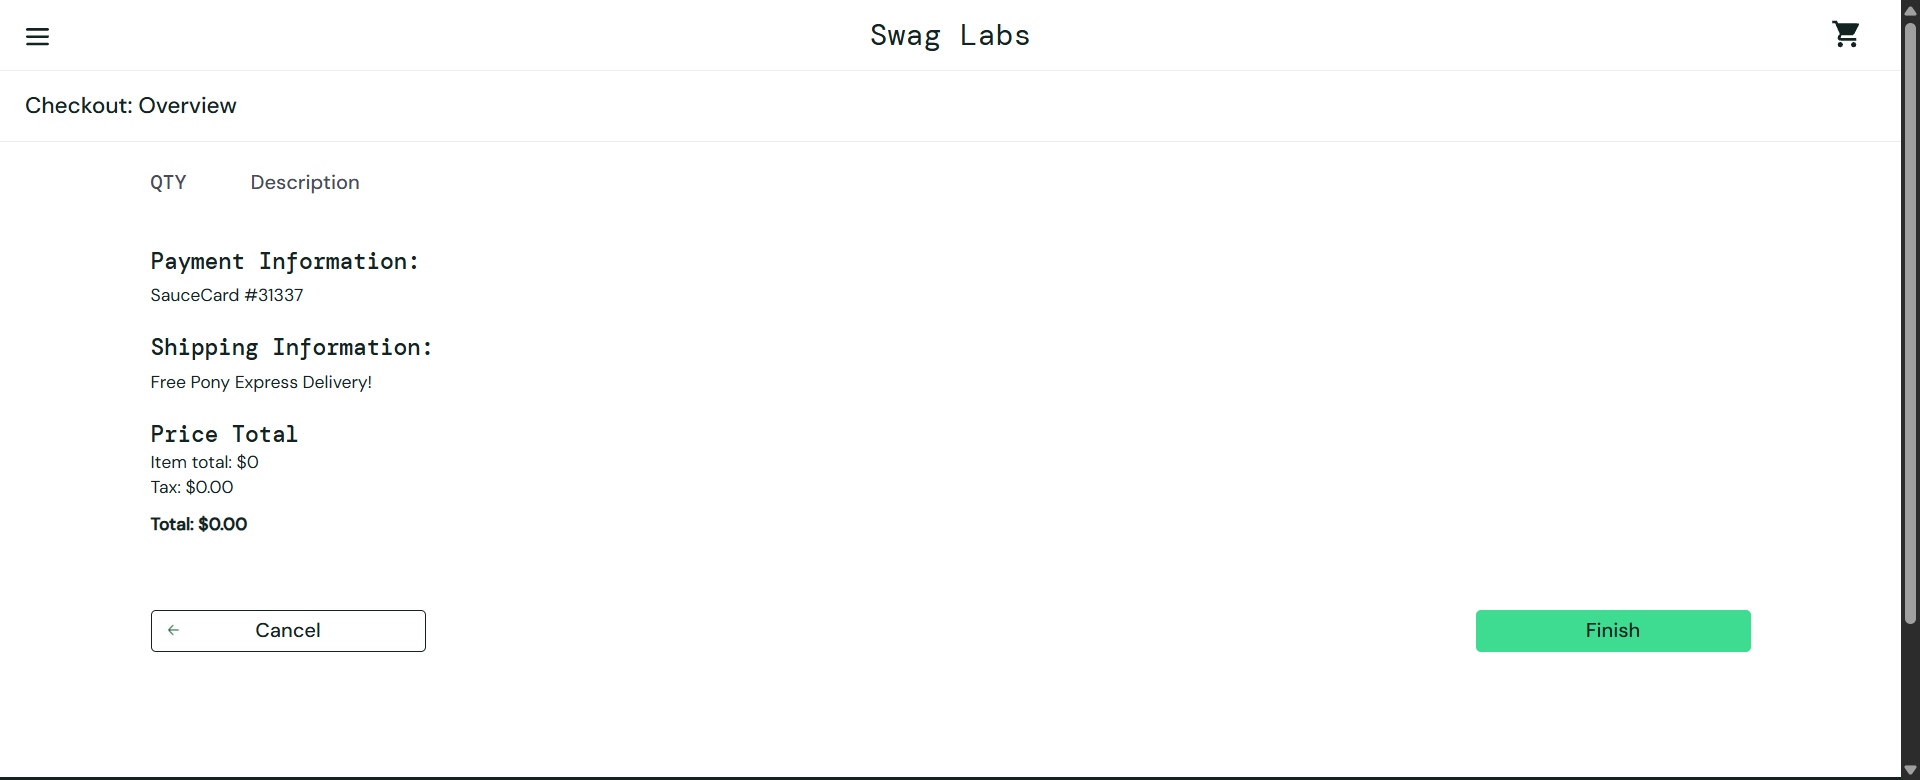 Swag Labs
Checkout: Overview
QTY Description
Payment Information:
SauceCard #31337
Shipping Information:
Free Pony Express Delivery!
Price Total
Item total: $0
Tax: $0.00
Total: $0.00
Cancel Finish